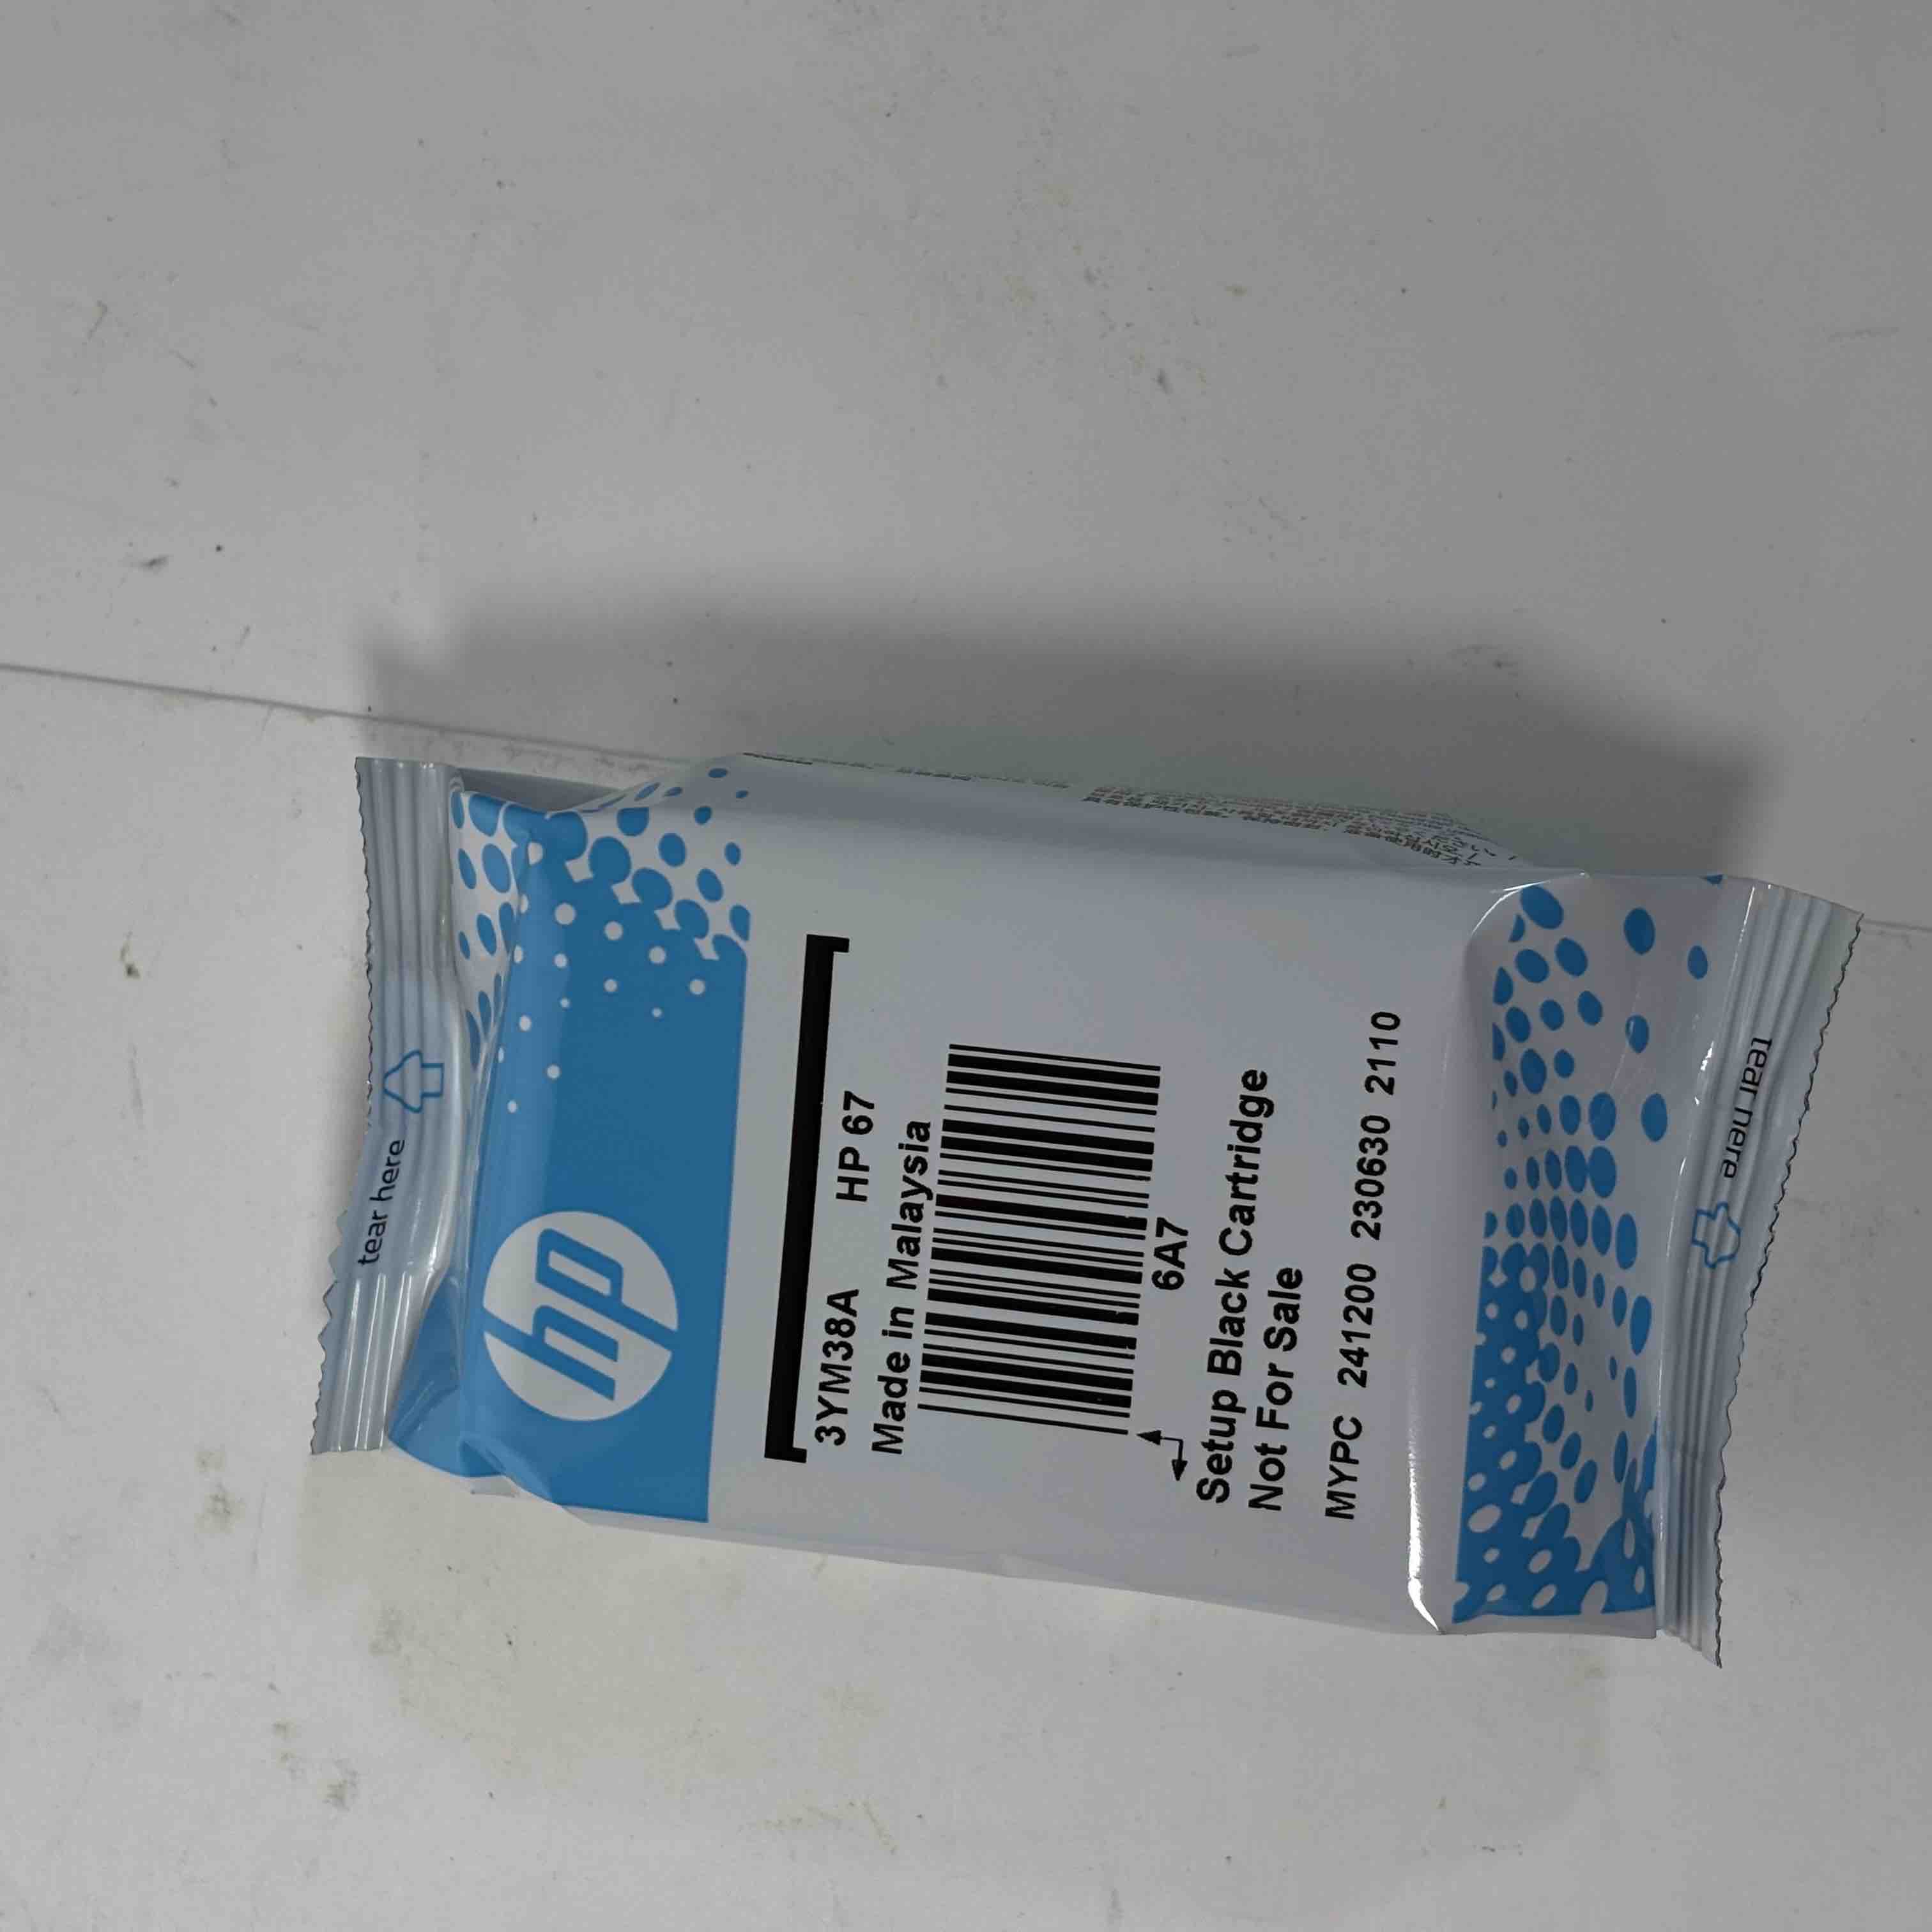 tear here
hp
3YM38A HP 67
Made in Malaysia
6A7
Setup Black Cartridge
Not For Sale
MYPC 241200 230630 2110
tear here